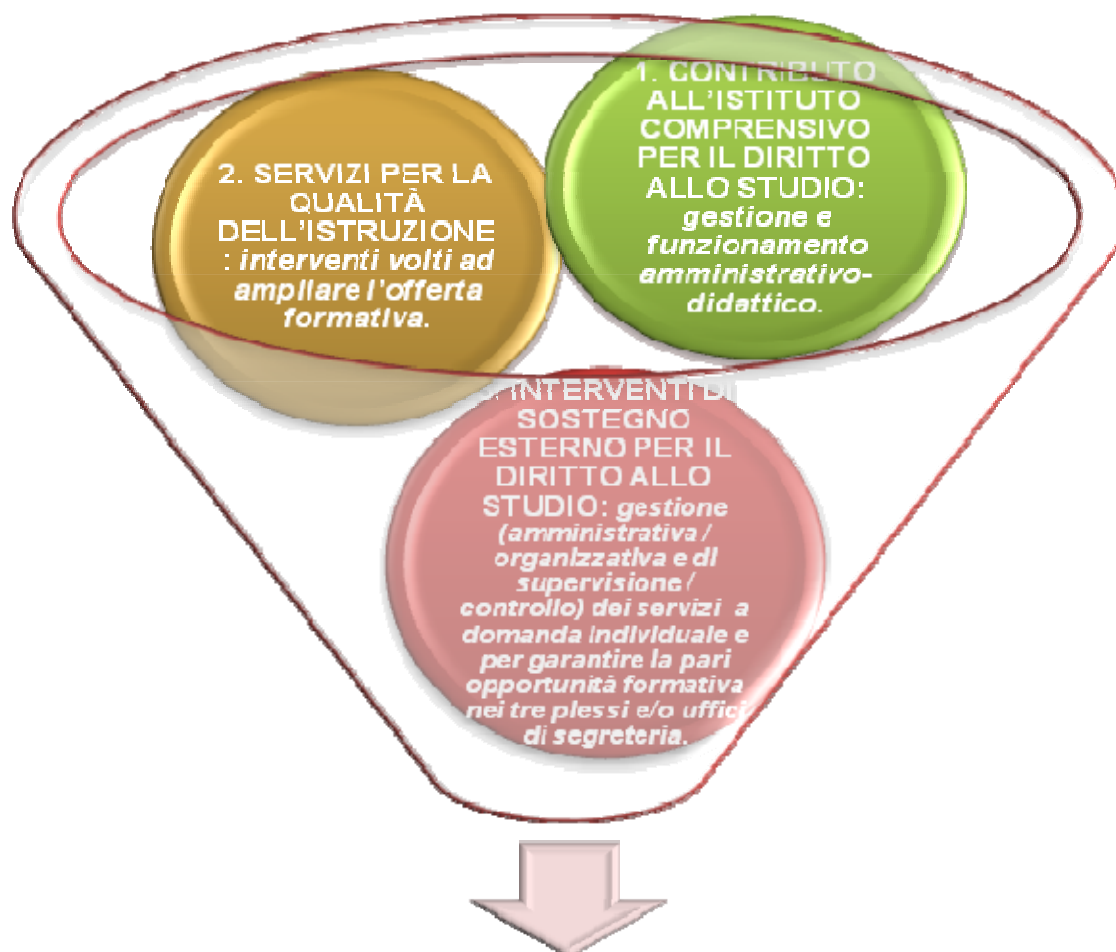 1. CONTRIBUTO
ALL'ISTITUTO
COMPRENSIVO
PER IL DIRITTO
ALLO STUDIO:
gestione e
funzionamento
amministrativo-
didattico.
2. SERVIZI PER LA
QUALITÀ
DELL'ISTRUZIONE
: interventi volti ad
ampliare l'offerta
formativa.
3. INTERVENTI DI
SOSTEGNO
ESTERNO PER IL
DIRITTO ALLO
STUDIO: gestione
(amministrativa /
organizzativa e di
supervisione /
controllo) dei servizi a
domanda individuale e
per garantire la pari
opportunità formativa
nei tre plessi e/o uffici
di segreteria.